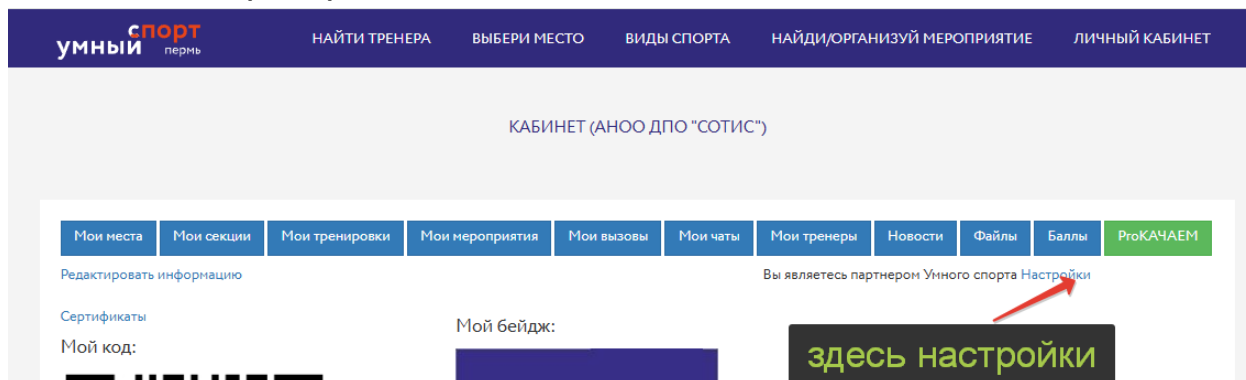 умный спорт пермь
НАЙТИ ТРЕНЕРА ВЫБЕРИ МЕСТО ВИДЫ СПОРТА НАЙДИ/ОРГАНИЗУЙ МЕРОПРИЯТИЕ ЛИЧНЫЙ КАБИНЕТ
КАБИНЕТ (АНОО ДПО "СОТИС")
Мои места Мои секции Мои тренировки Мои мероприятия Мои вызовы Мои чаты Мои тренеры Новости Файлы Баллы ProКАЧАЕМ
Редактировать информацию Вы являетесь партнером Умного спорта Настройки
Сертификаты
Мой код:
Мой бейдж:
здесь настройки